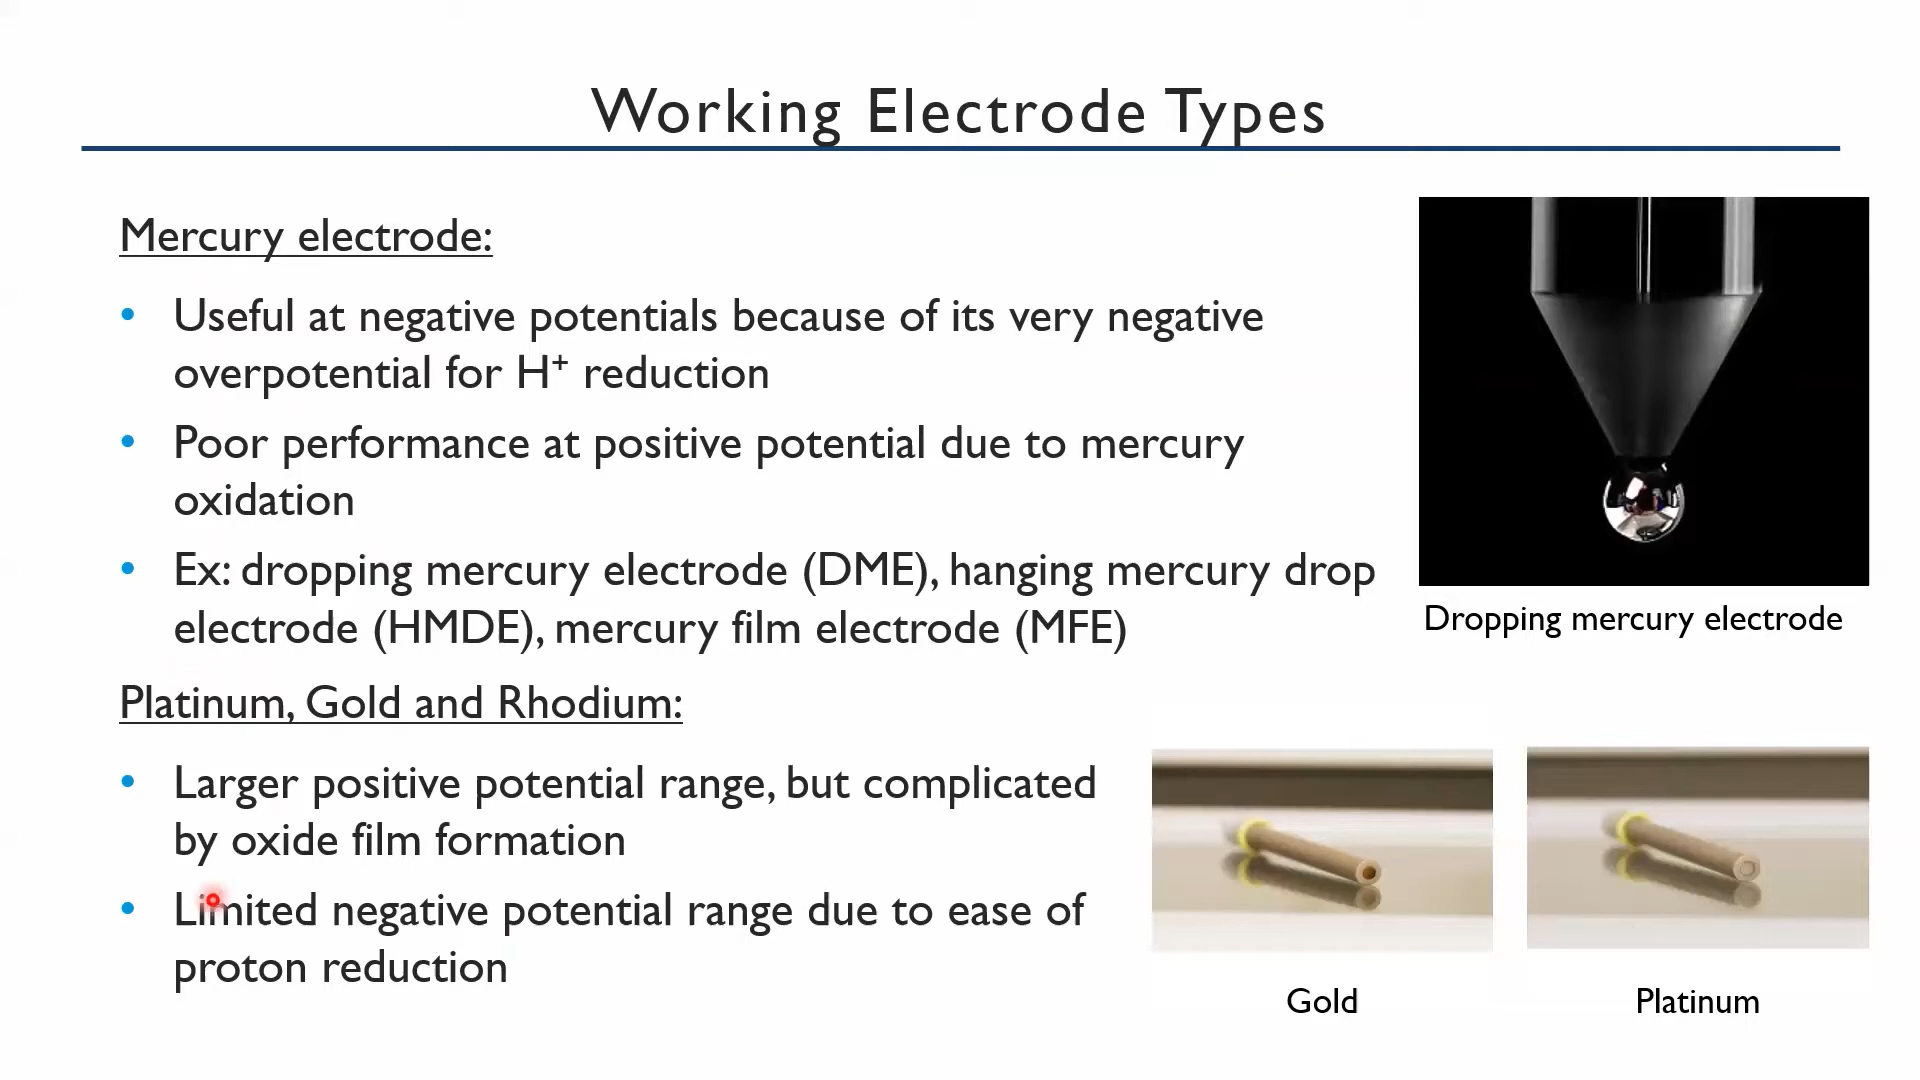 Working Electrode Types
Mercury electrode:
• Useful at negative potentials because of its very negative
overpotential for H⁺ reduction
• Poor performance at positive potential due to mercury
oxidation
• Ex: dropping mercury electrode (DME), hanging mercury drop
electrode (HMDE), mercury film electrode (MFE)
Dropping mercury electrode
Platinum, Gold and Rhodium:
• Larger positive potential range, but complicated
by oxide film formation
• Limited negative potential range due to ease of
proton reduction
Gold
Platinum